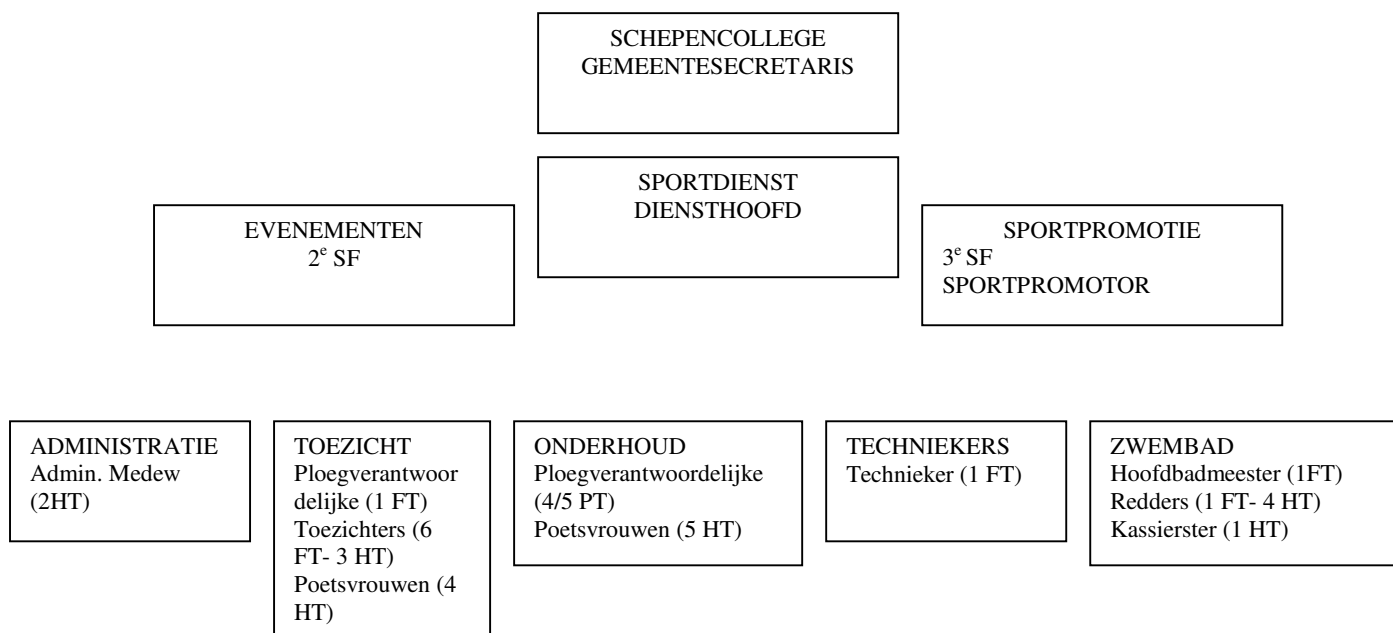 SCHEPENCOLLEGE
GEMEENTESECRETARIS
SPORTDIENST
DIENSTHOOFD
EVENEMENTEN
2e SF
SPORTPROMOTIE
3e SF
SPORTPROMOTOR
ADMINISTRATIE
Admin. Medew
(2HT)
TOEZICHT
Ploegverantwoor
delijke (1 FT)
Toezichters (6
FT- 3 HT)
Poetsvrouwen (4
HT)
ONDERHOUD
Ploegverantwoordelijke
(4/5 PT)
Poetsvrouwen (5 HT)
TECHNIEKERS
Technieker (1 FT)
ZWEMBAD
Hoofdbadmeester (1FT)
Redders (1 FT- 4 HT)
Kassierster (1 HT)